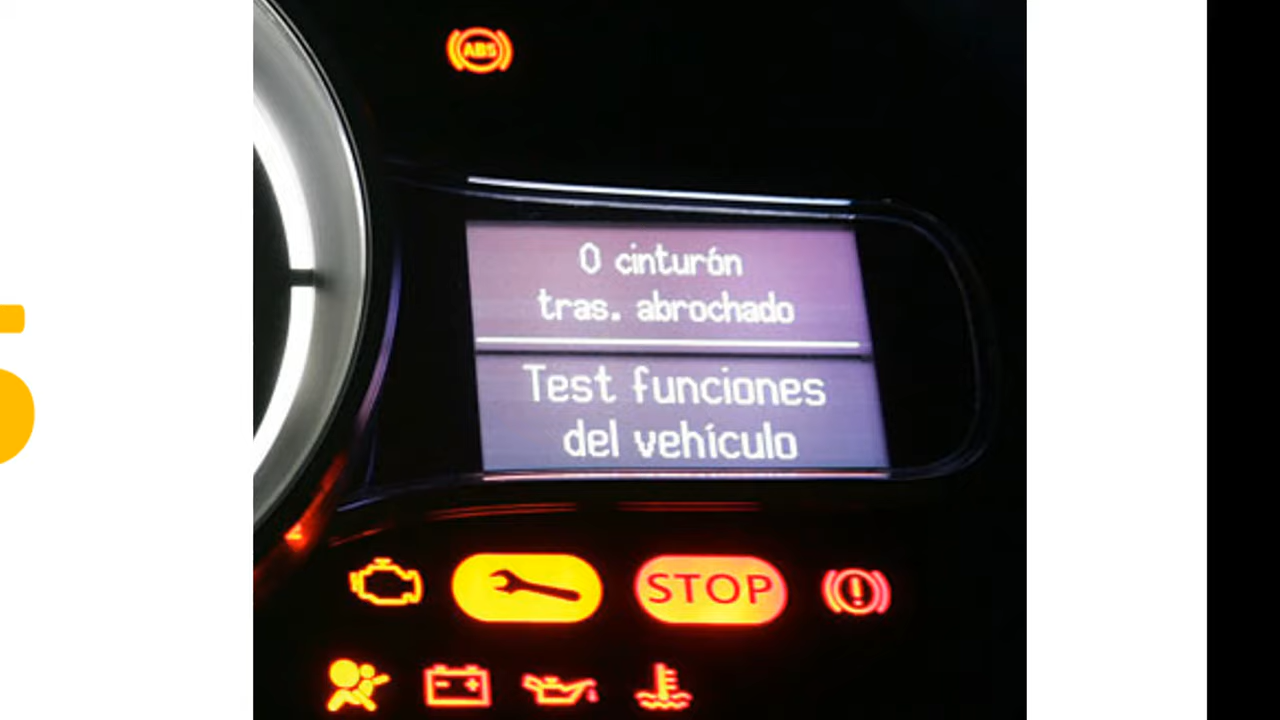 ABS
0 cinturón
tras. abrochado
Test funciones
del vehículo
STOP